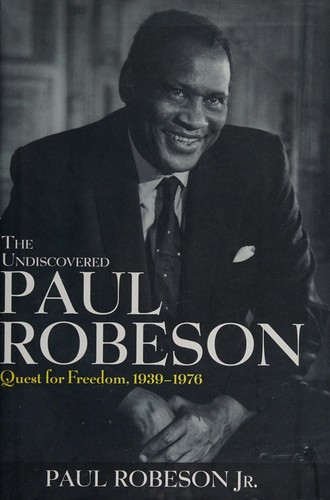 THE
UNDISCOVERED
PAUL
ROBESON
Quest for Freedom, 1939–1976
PAUL ROBESON JR.